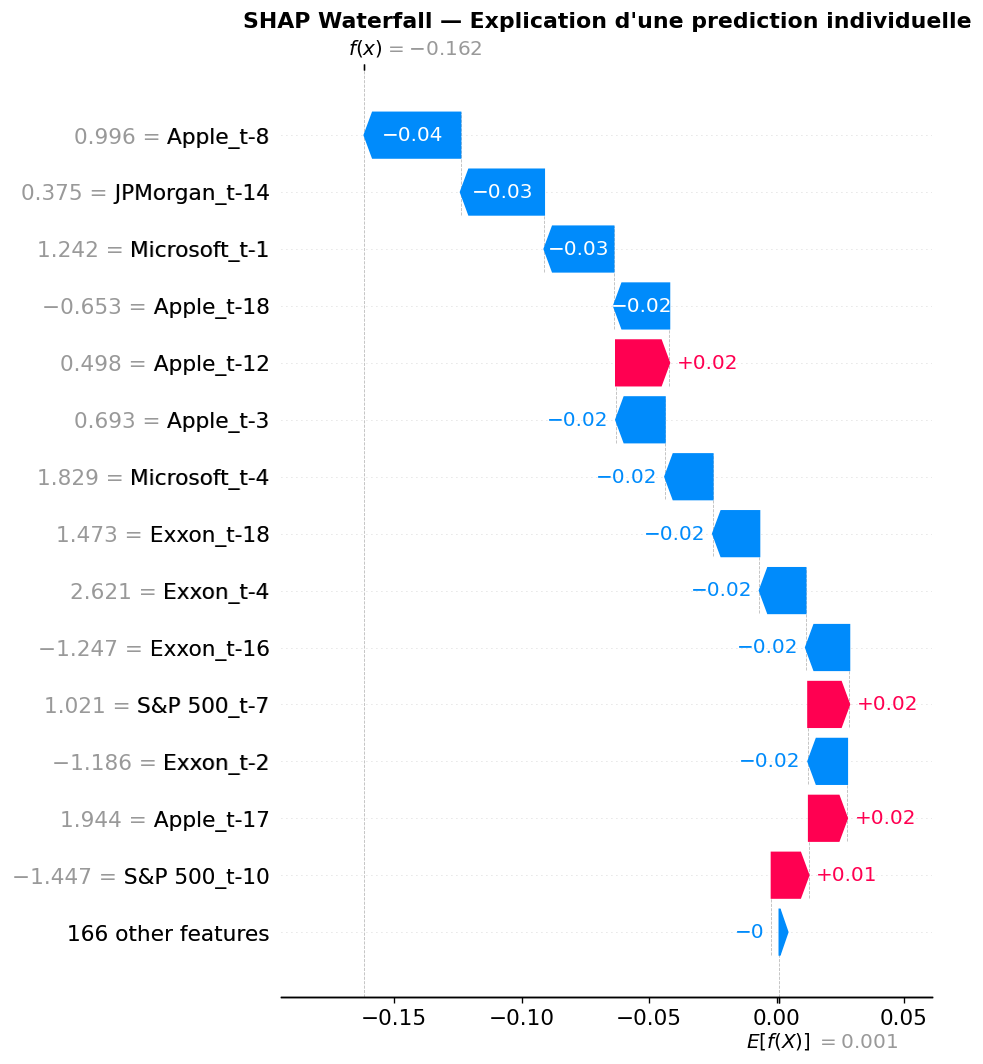 SHAP Waterfall — Explication d'une prediction individuelle
f(x) = −0.162
0.996 = Apple_t-8 −0.04
0.375 = JPMorgan_t-14 −0.03
1.242 = Microsoft_t-1 −0.03
−0.653 = Apple_t-18 −0.02
0.498 = Apple_t-12 +0.02
0.693 = Apple_t-3 −0.02
1.829 = Microsoft_t-4 −0.02
1.473 = Exxon_t-18 −0.02
2.621 = Exxon_t-4 −0.02
−1.247 = Exxon_t-16 −0.02
1.021 = S&P 500_t-7 +0.02
−1.186 = Exxon_t-2 −0.02
1.944 = Apple_t-17 +0.02
−1.447 = S&P 500_t-10 +0.01
166 other features −0
−0.15 −0.10 −0.05 0.00 0.05
E[f(X)] = 0.001